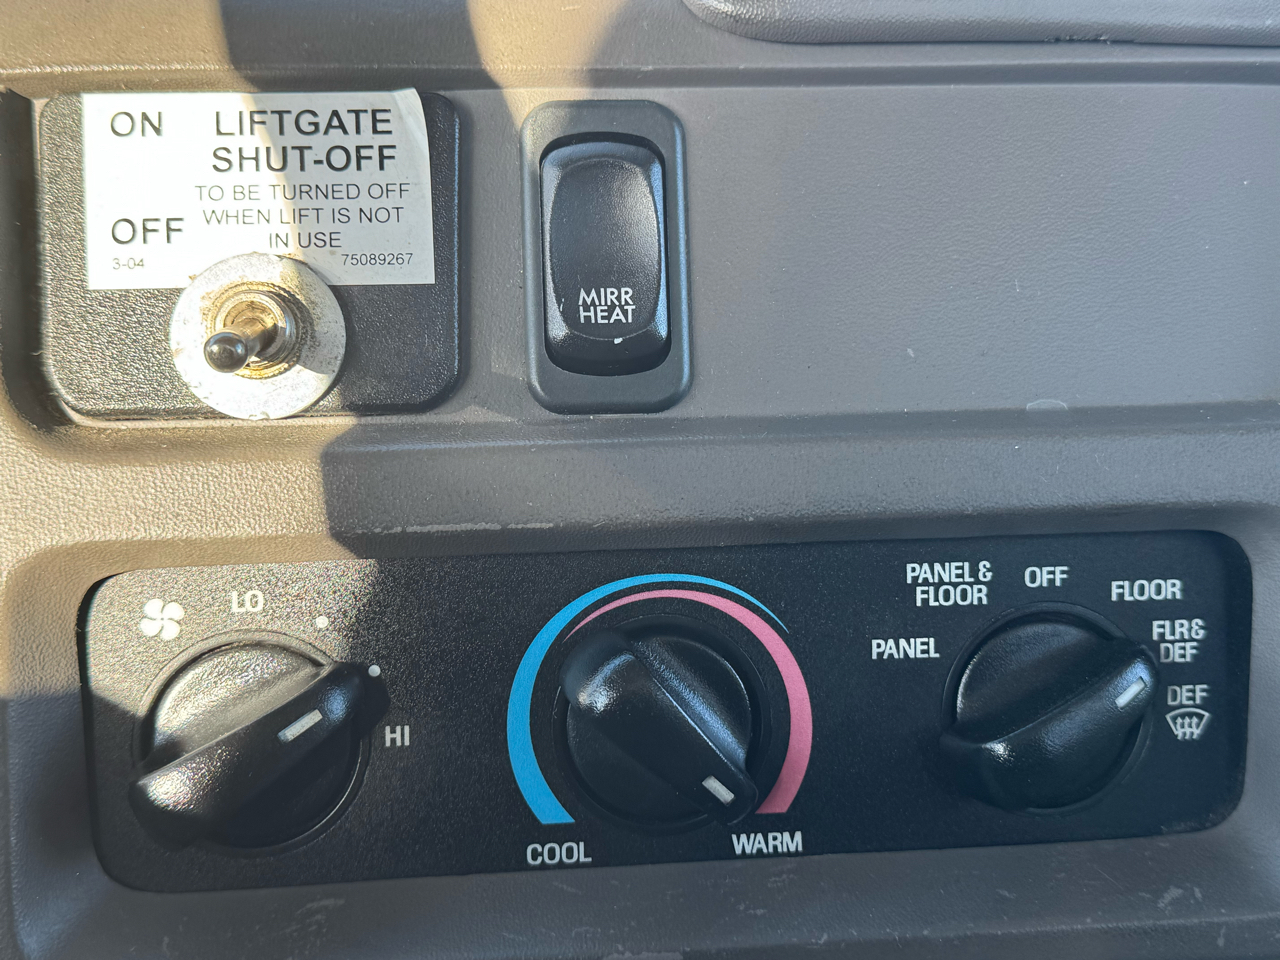 ON
LIFTGATE
SHUT-OFF
TO BE TURNED OFF
WHEN LIFT IS NOT
IN USE
OFF
3-04
75089267
MIRR
HEAT
LO
HI
COOL
WARM
PANEL
PANEL &
FLOOR
OFF
FLOOR
FLR&
DEF
DEF